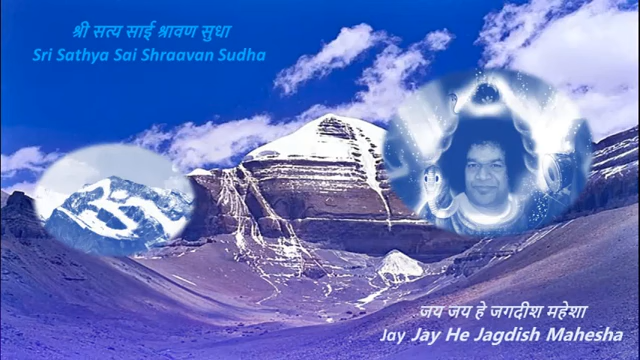 श्री सत्य साई श्रावण सुधा
Sri Sathya Sai Shraavan Sudha
जय जय हे जगदीश महेशा
Jay Jay He Jagdish Mahesha